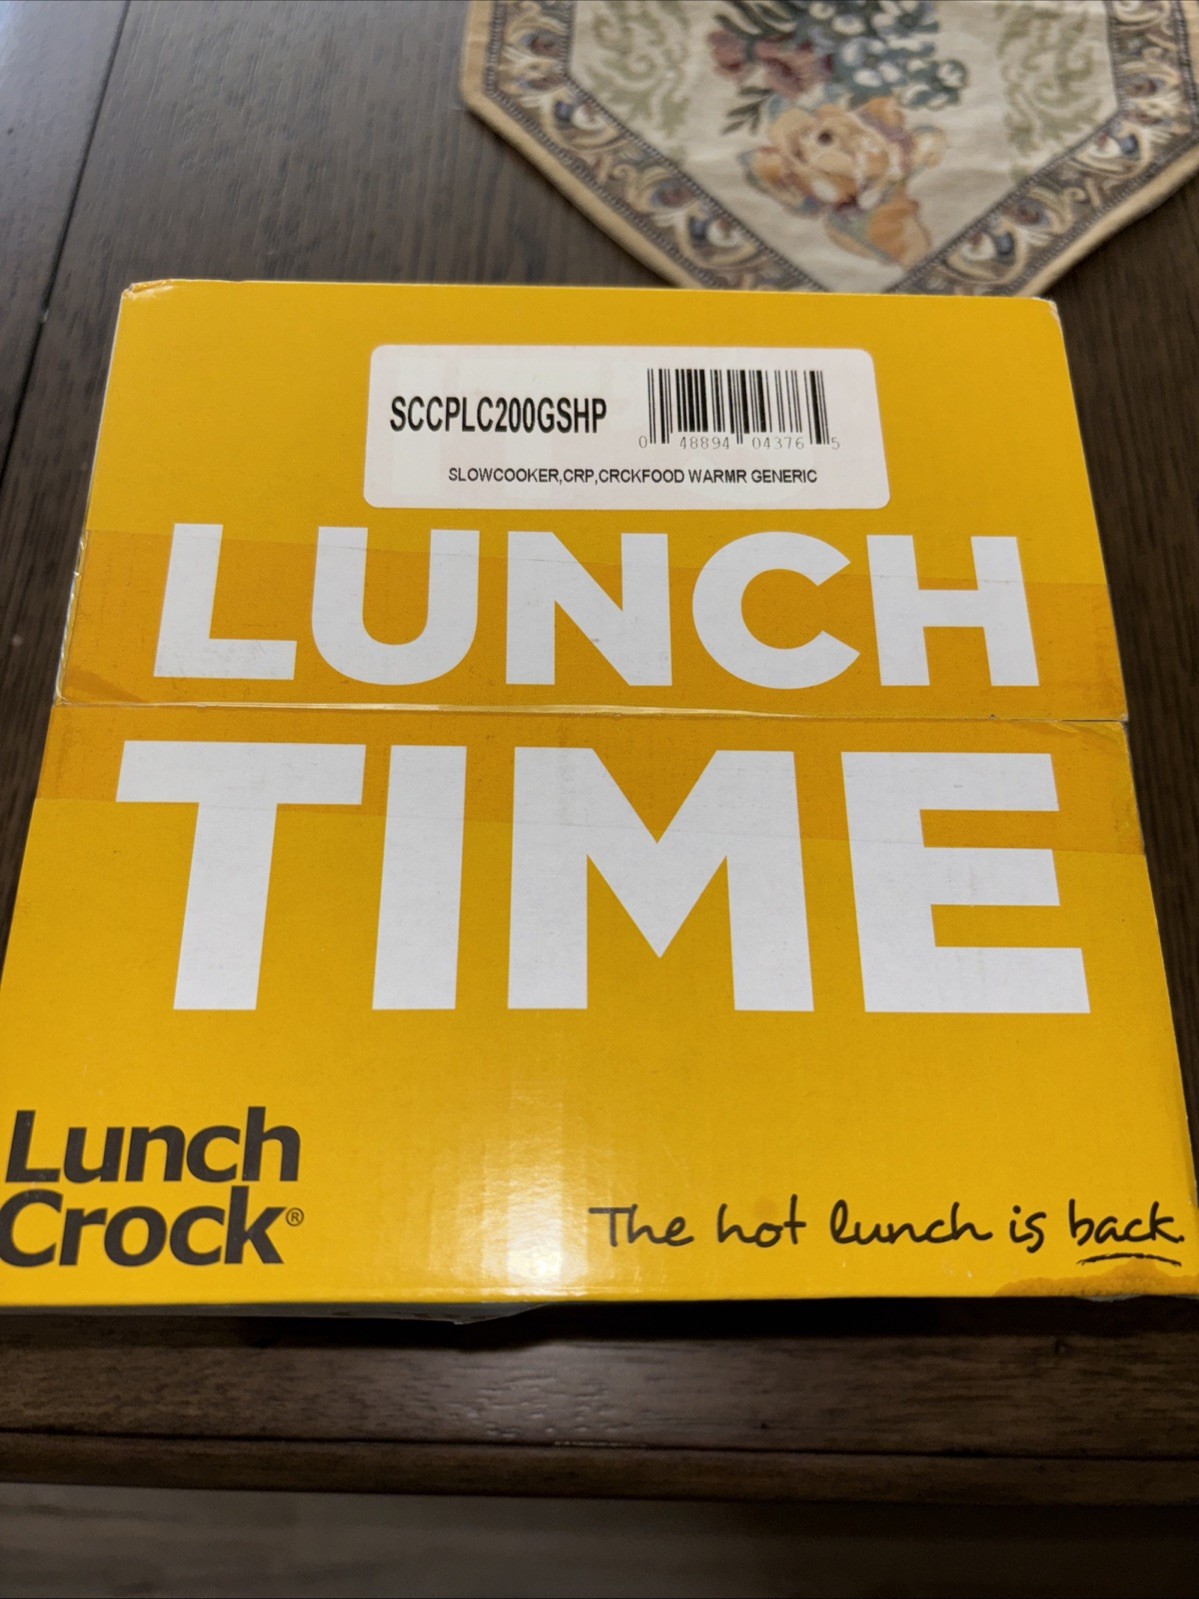 SCCPLC200GSHP
0 48894 04376 5
SLOWCOOKER,CRP,CRCKFOOD WARMR GENERIC
LUNCH
TIME
Lunch
Crock®
The hot lunch is back.